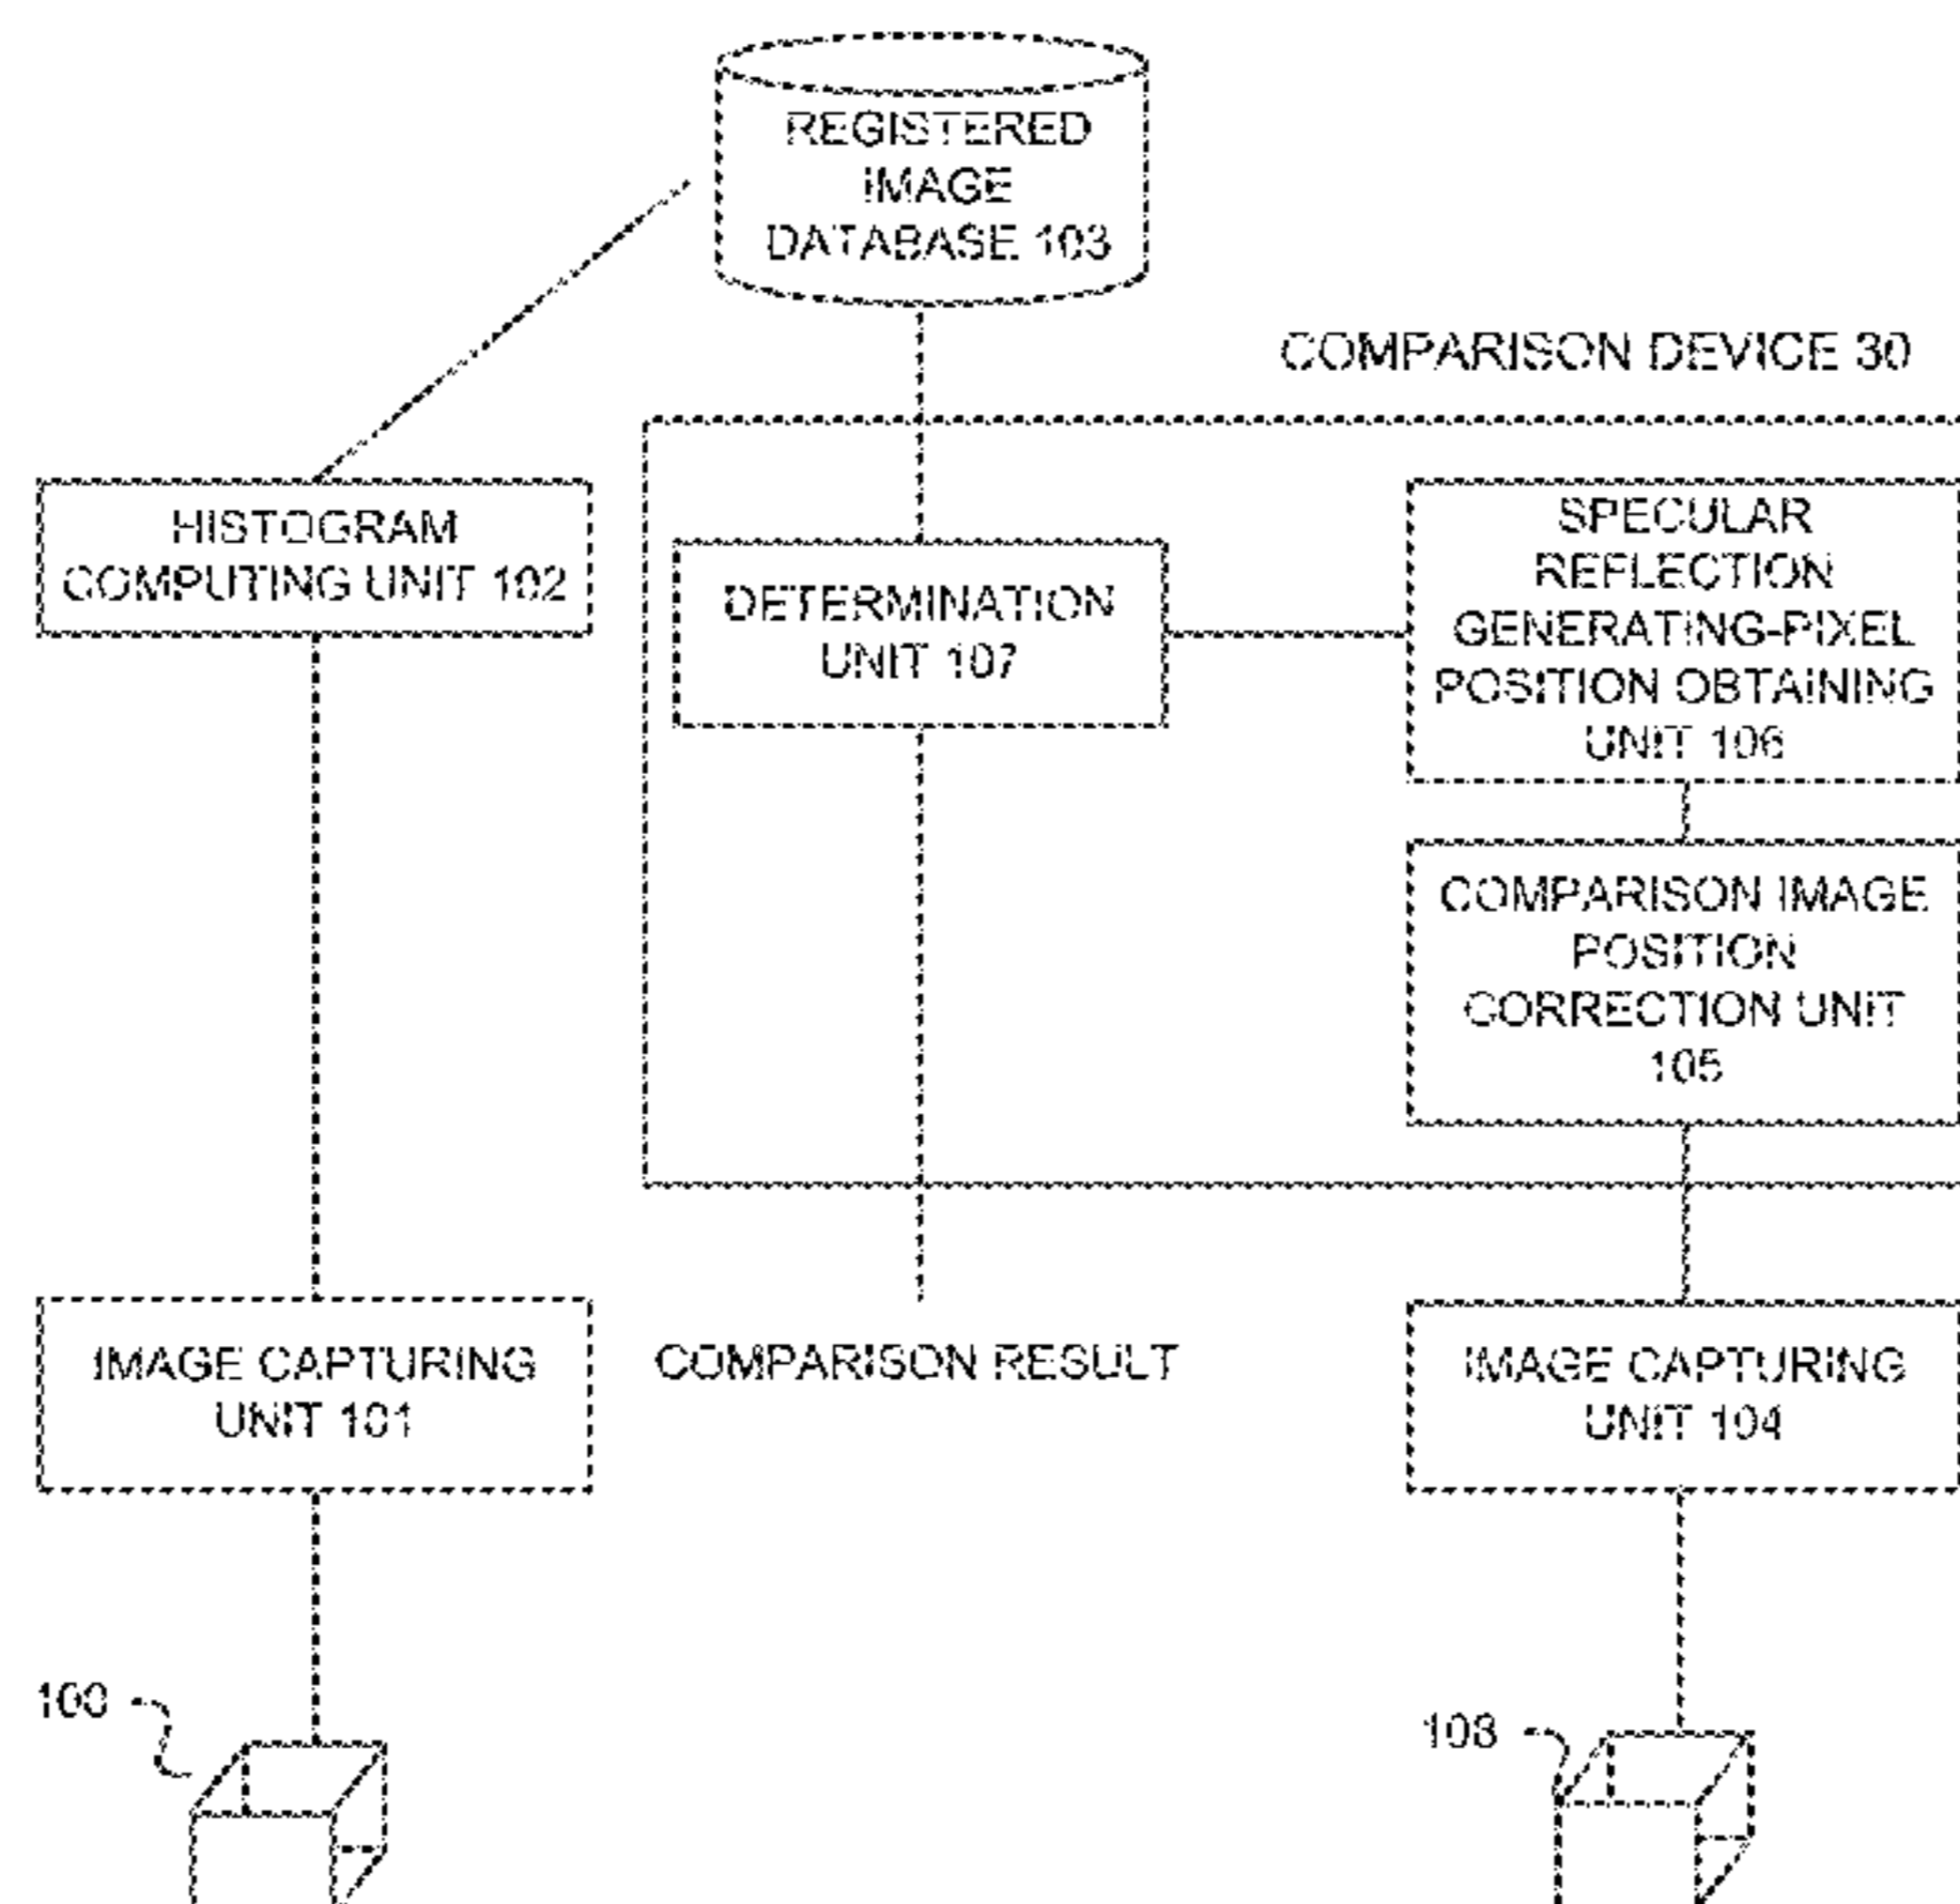 REGISTERED
IMAGE
DATABASE 103
COMPARISON DEVICE 30
HISTOGRAM
COMPUTING UNIT 102
DETERMINATION
UNIT 107
SPECULAR
REFLECTION
GENERATING-PIXEL
POSITION OBTAINING
UNIT 106
COMPARISON IMAGE
POSITION
CORRECTION UNIT
105
IMAGE CAPTURING
UNIT 101
COMPARISON RESULT
IMAGE CAPTURING
UNIT 104
100
108